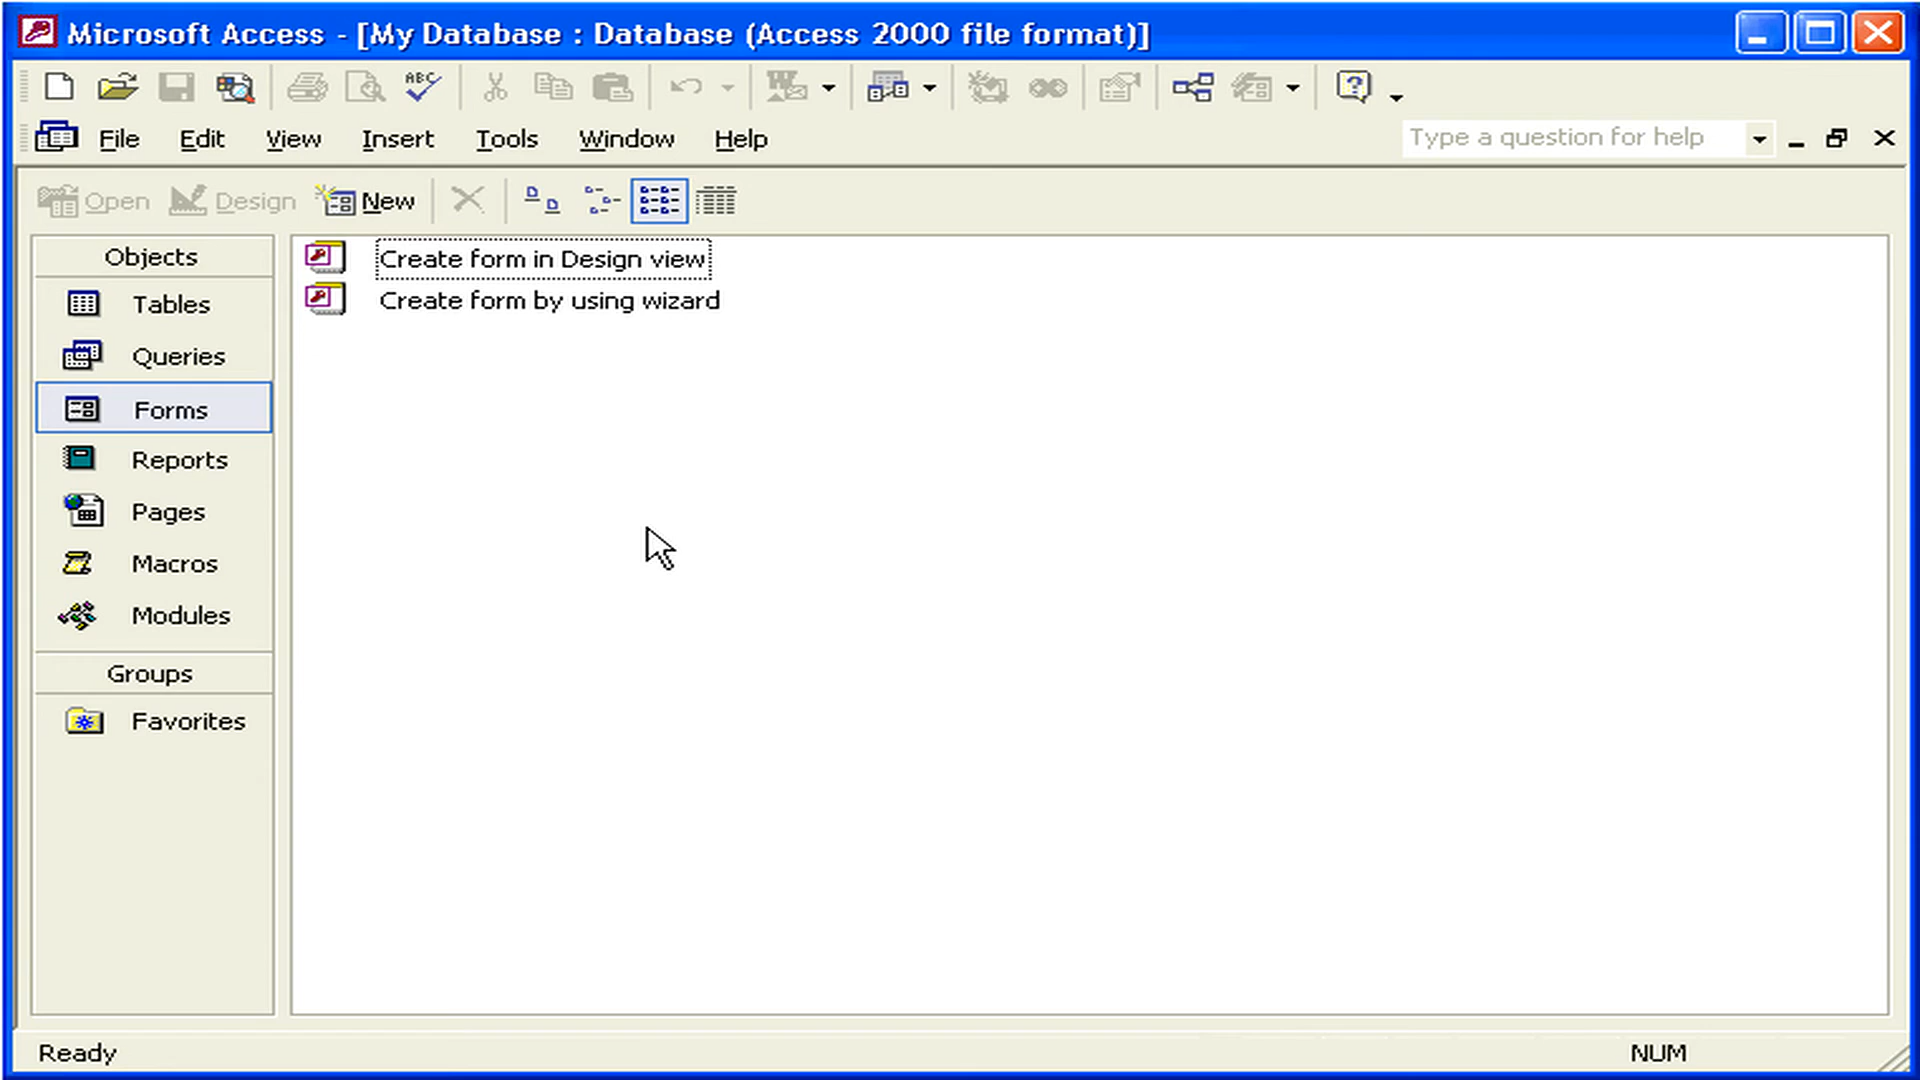 Microsoft Access - [My Database : Database (Access 2000 file format)]
ABC
File Edit View Insert Tools Window Help Type a question for help
Open Design New
Objects
Tables
Queries
Forms
Reports
Pages
Macros
Modules
Groups
Favorites
Create form in Design view
Create form by using wizard
Ready NUM